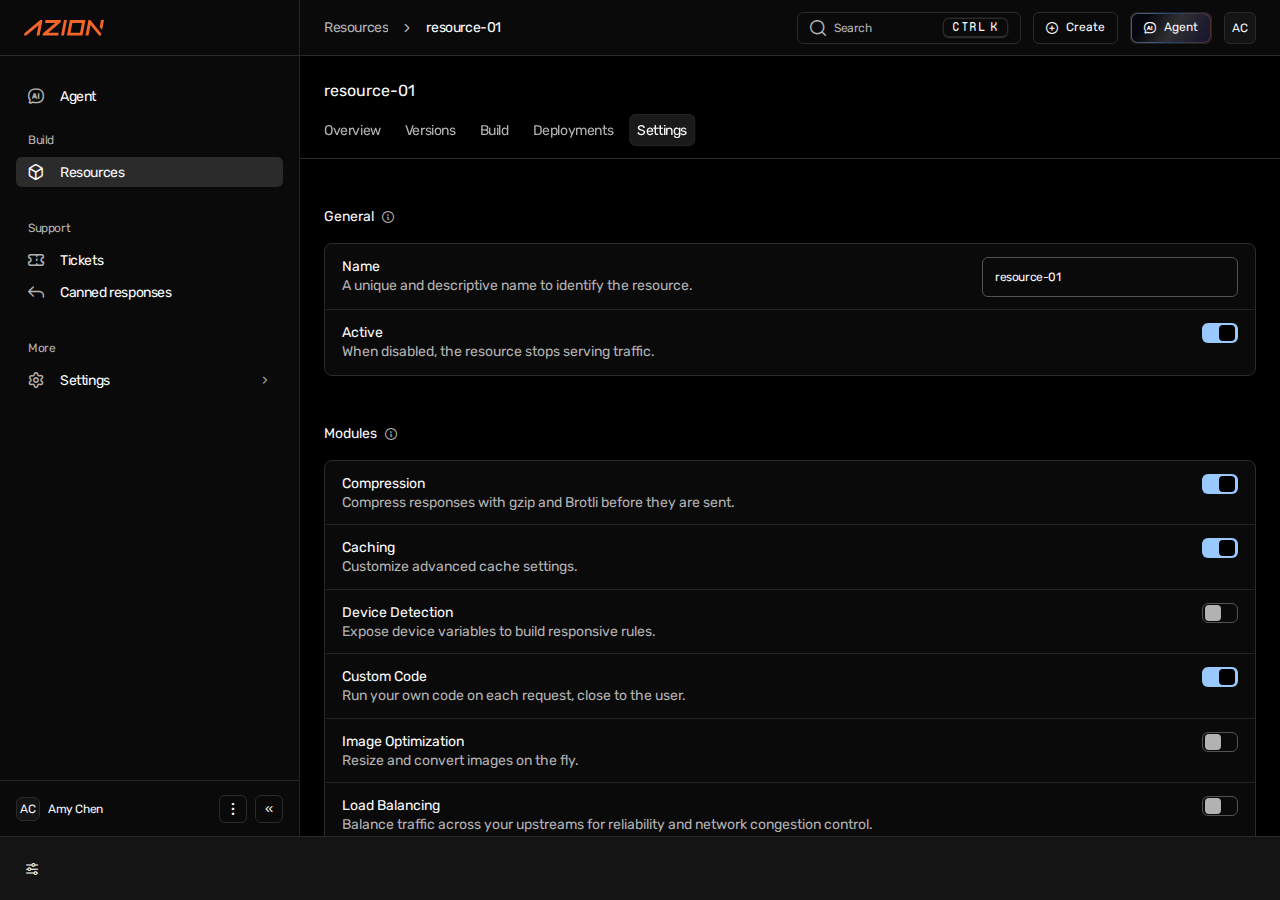 AZION
Resources
resource-01
Search
CTRL K
Create
Agent
AC
Agent
Build
Resources
Support
Tickets
Canned responses
More
Settings
AC
Amy Chen
resource-01
Overview
Versions
Build
Deployments
Settings
General
Name
A unique and descriptive name to identify the resource.
resource-01
Active
When disabled, the resource stops serving traffic.
Modules
Compression
Compress responses with gzip and Brotli before they are sent.
Caching
Customize advanced cache settings.
Device Detection
Expose device variables to build responsive rules.
Custom Code
Run your own code on each request, close to the user.
Image Optimization
Resize and convert images on the fly.
Load Balancing
Balance traffic across your upstreams for reliability and network congestion control.